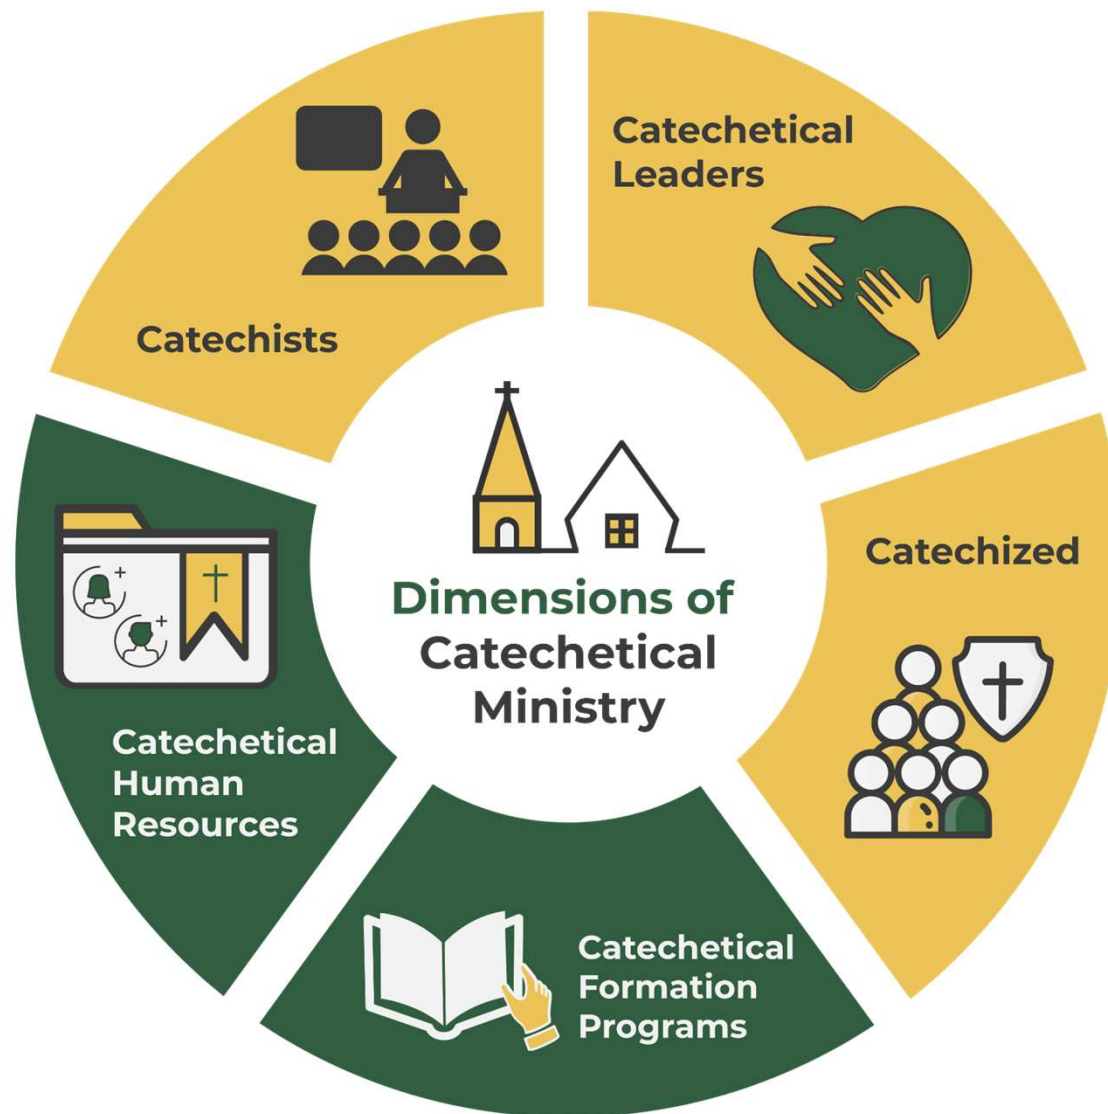 Catechetical
Leaders
Catechists
Catechized
Dimensions of
Catechetical
Ministry
Catechetical
Human
Resources
Catechetical
Formation
Programs